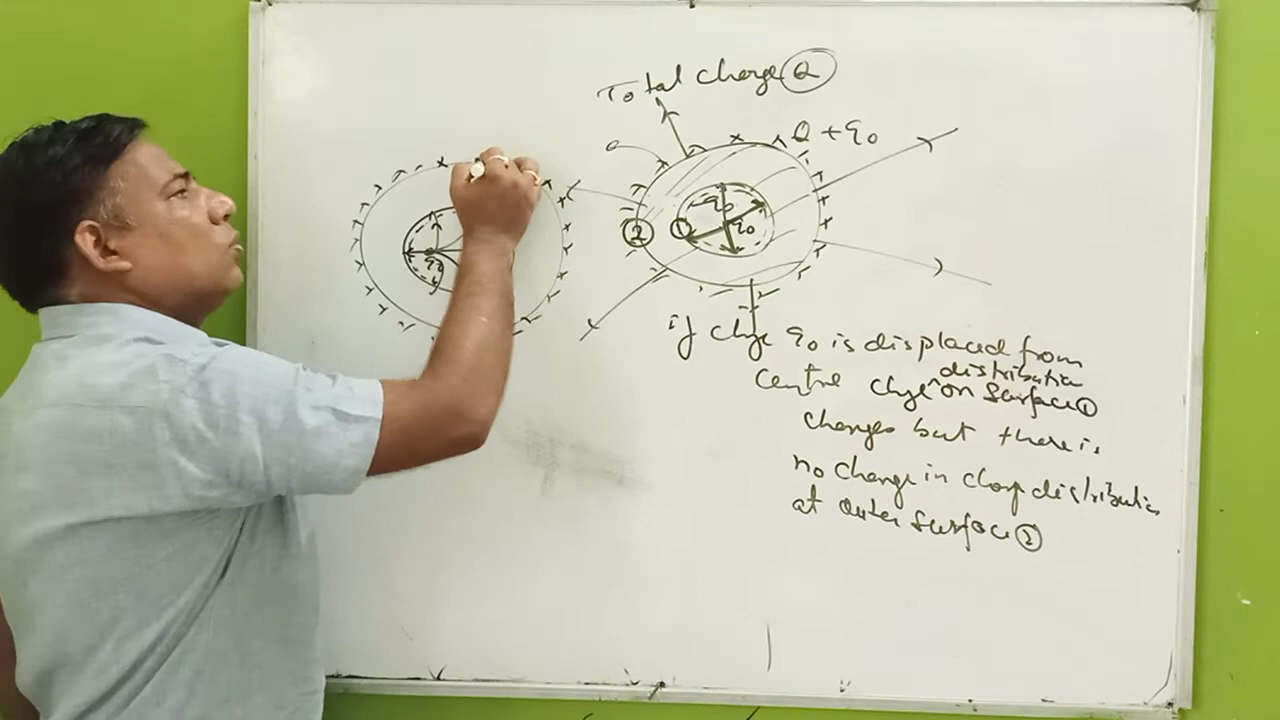 Total charge Q
Q + q0
-q0
q0
2
1
q0
if charge q0 is displaced from
distribution
centre charge ^ on surface 1
changes but there is
no change in charge distribution
at outer surface 2